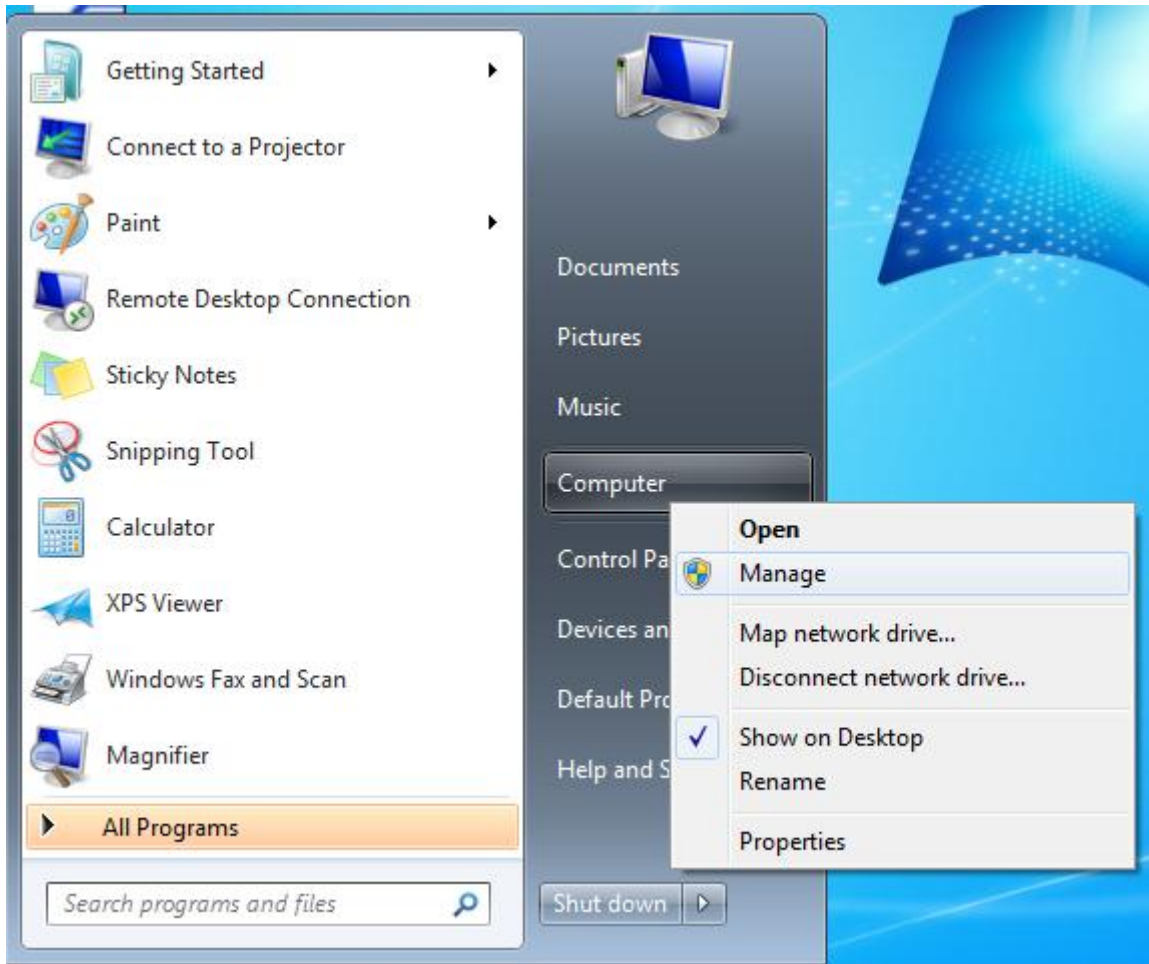 Getting Started
Connect to a Projector
Paint
Remote Desktop Connection
Sticky Notes
Snipping Tool
Calculator
XPS Viewer
Windows Fax and Scan
Magnifier
All Programs
Search programs and files
Documents
Pictures
Music
Computer
Control Pa
Devices an
Default Pro
Help and S
Shut down
Open
Manage
Map network drive...
Disconnect network drive...
Show on Desktop
Rename
Properties